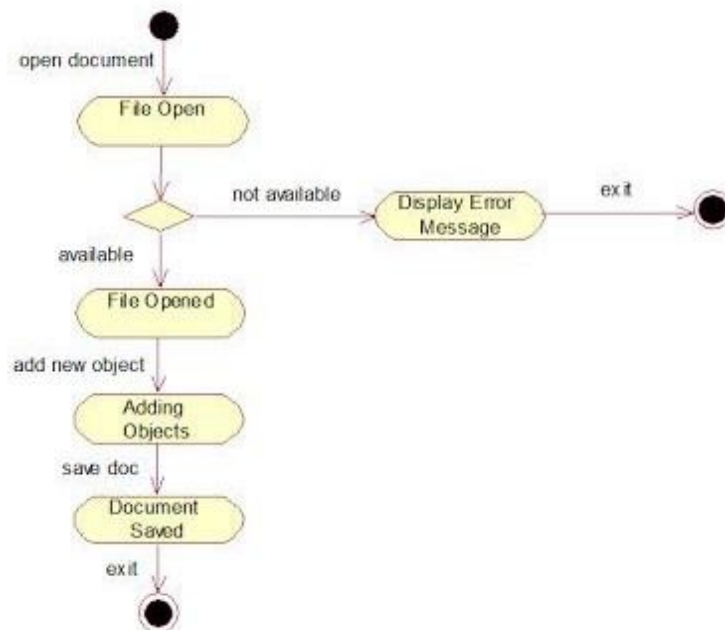 open document
File Open
not available
Display Error
Message
exit
available
File Opened
add new object
Adding
Objects
save doc
Document
Saved
exit